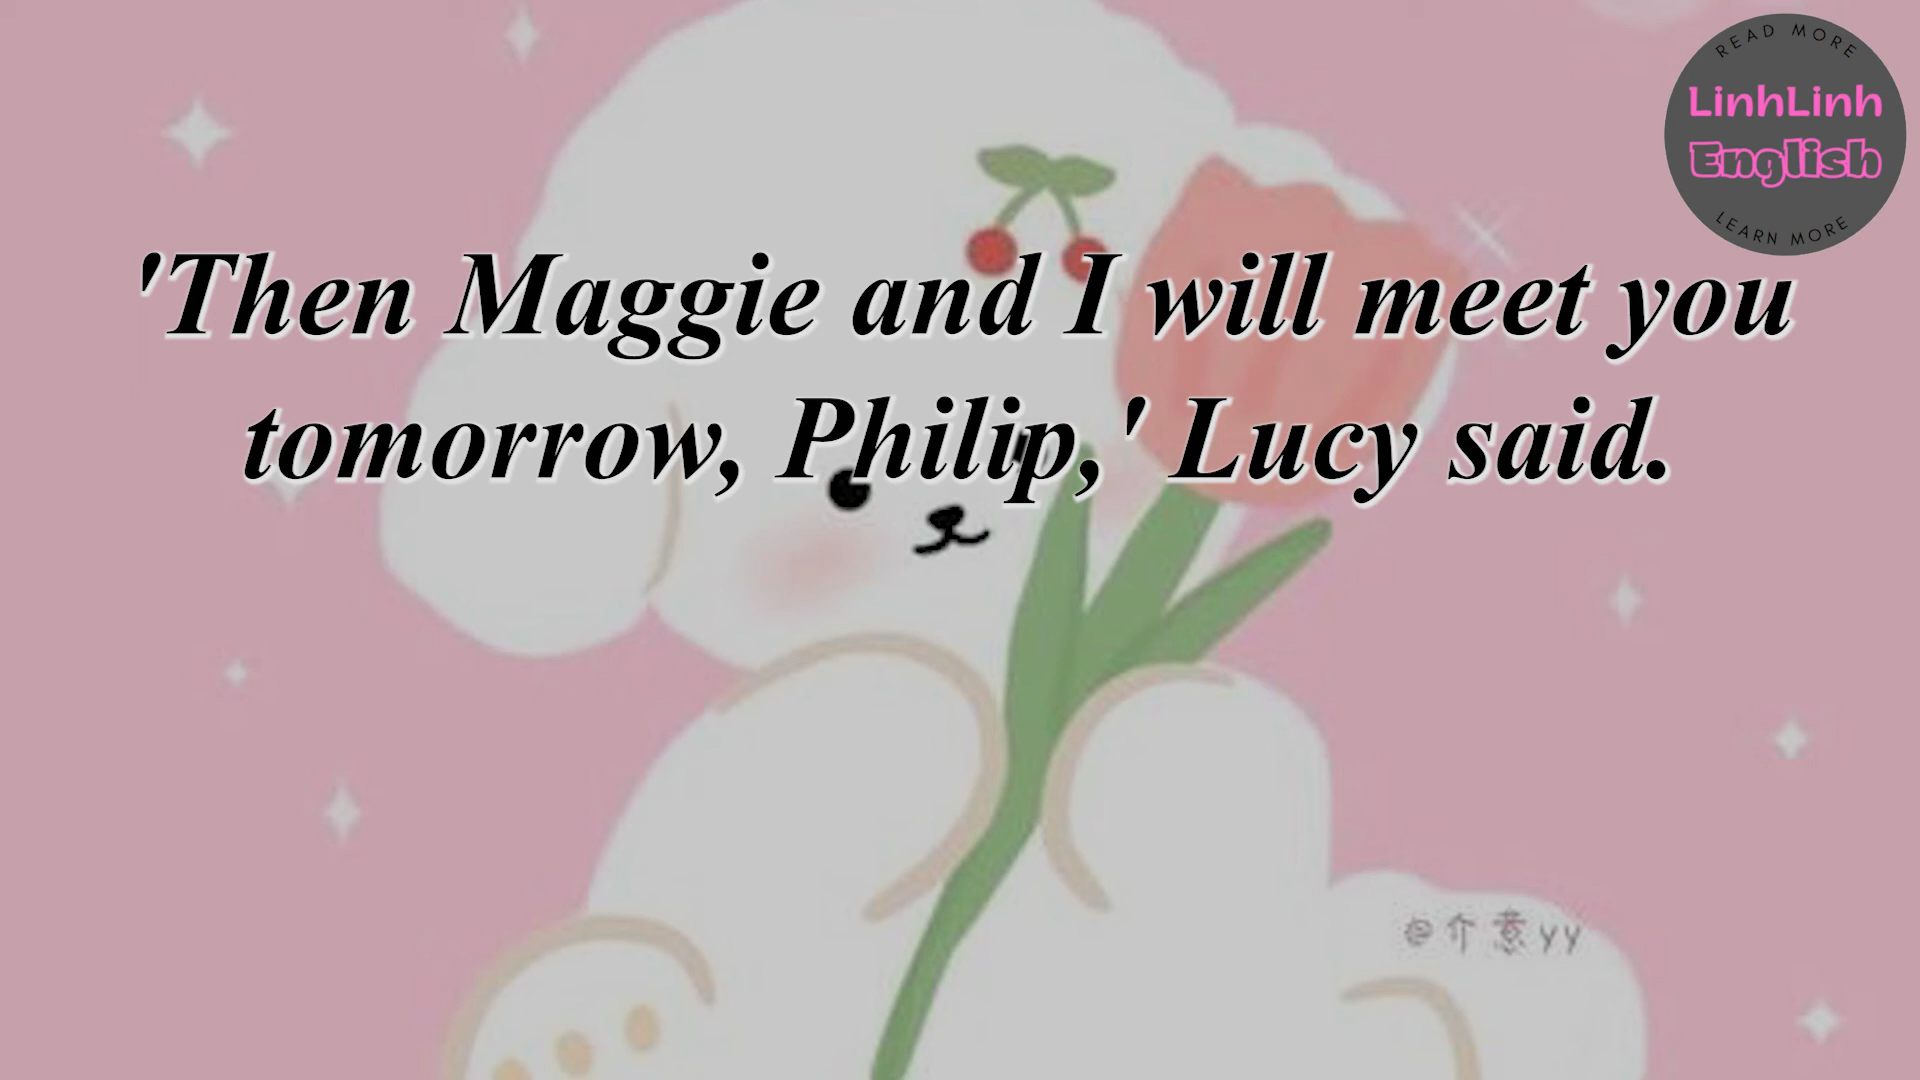 READ MORE
LinhLinh
English
LEARN MORE
'Then Maggie and I will meet you
tomorrow, Philip,' Lucy said.
@介意yy